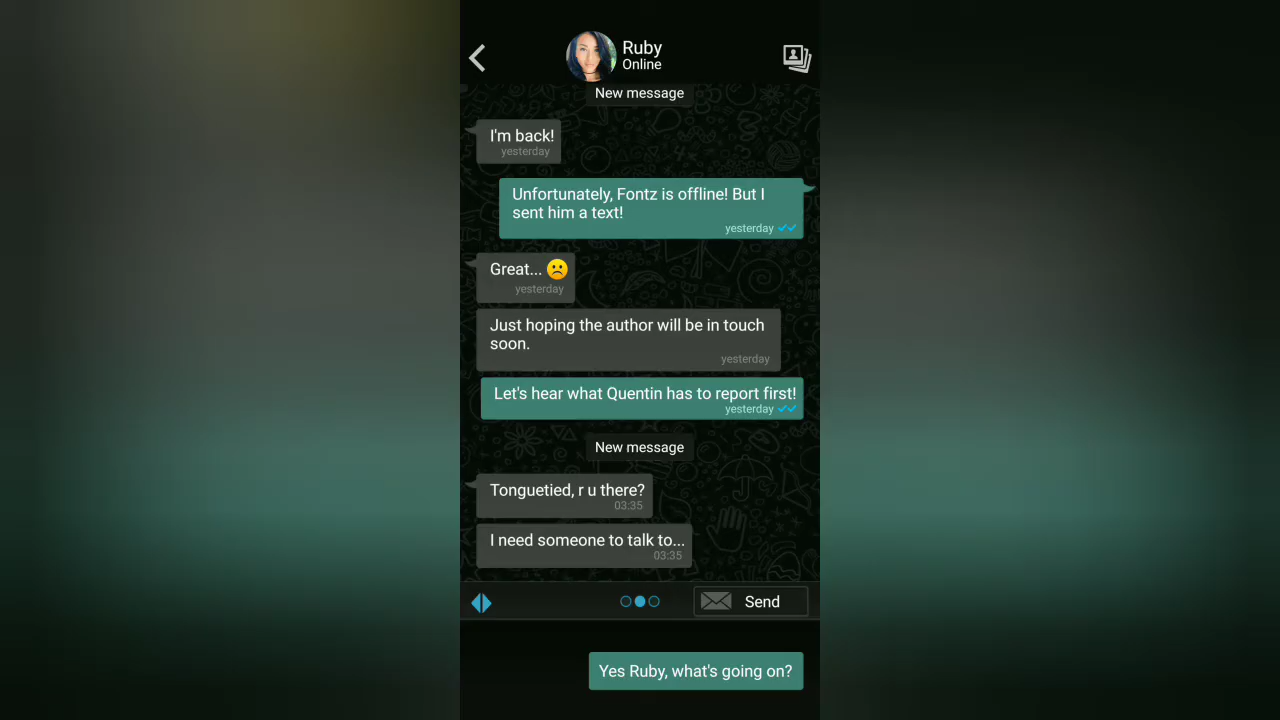 Ruby
Online
New message
I'm back!
yesterday
Unfortunately, Fontz is offline! But I
sent him a text!
yesterday
Great... ☹️
yesterday
Just hoping the author will be in touch
soon.
yesterday
Let's hear what Quentin has to report first!
yesterday
New message
Tonguetied, r u there?
03:35
I need someone to talk to...
03:35
Send
Yes Ruby, what's going on?